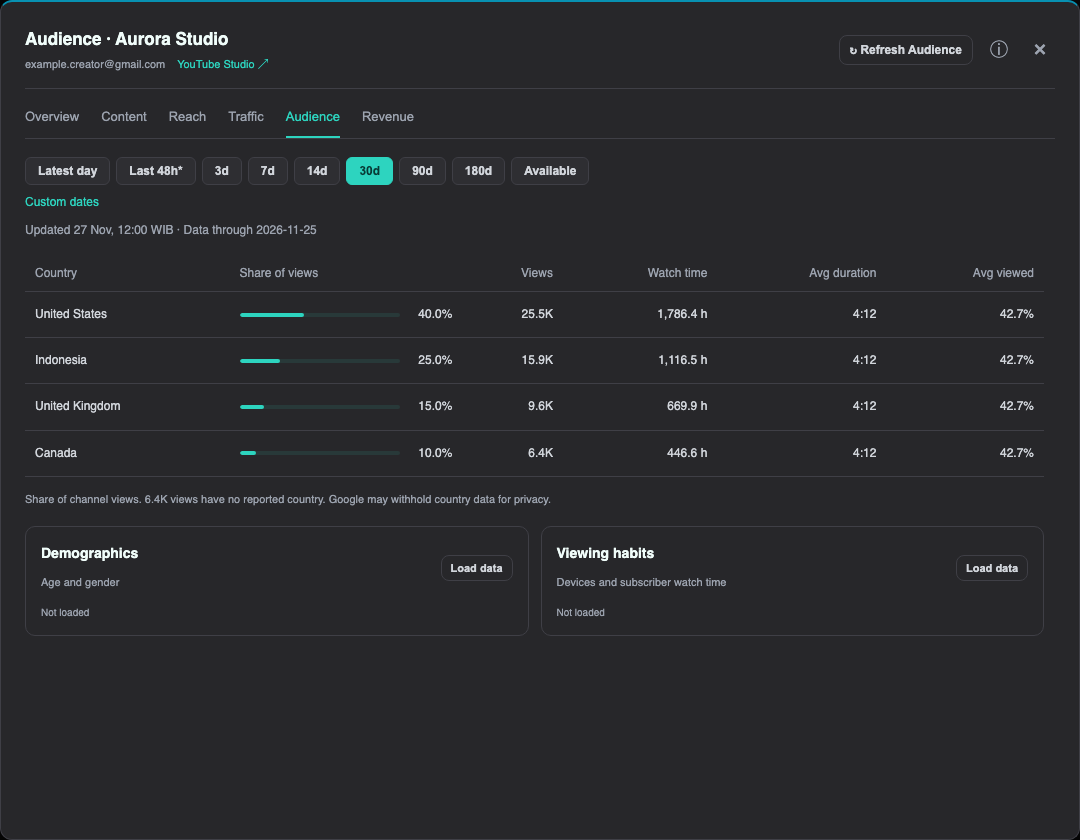 Audience · Aurora Studio
example.creator@gmail.com YouTube Studio ↗
↻ Refresh Audience ⓘ ✕
Overview Content Reach Traffic Audience Revenue
Latest day Last 48h* 3d 7d 14d 30d 90d 180d Available
Custom dates
Updated 27 Nov, 12:00 WIB · Data through 2026-11-25
Country Share of views Views Watch time Avg duration Avg viewed
United States 40.0% 25.5K 1,786.4 h 4:12 42.7%
Indonesia 25.0% 15.9K 1,116.5 h 4:12 42.7%
United Kingdom 15.0% 9.6K 669.9 h 4:12 42.7%
Canada 10.0% 6.4K 446.6 h 4:12 42.7%
Share of channel views. 6.4K views have no reported country. Google may withhold country data for privacy.
Demographics
Age and gender
Not loaded
Load data
Viewing habits
Devices and subscriber watch time
Not loaded
Load data